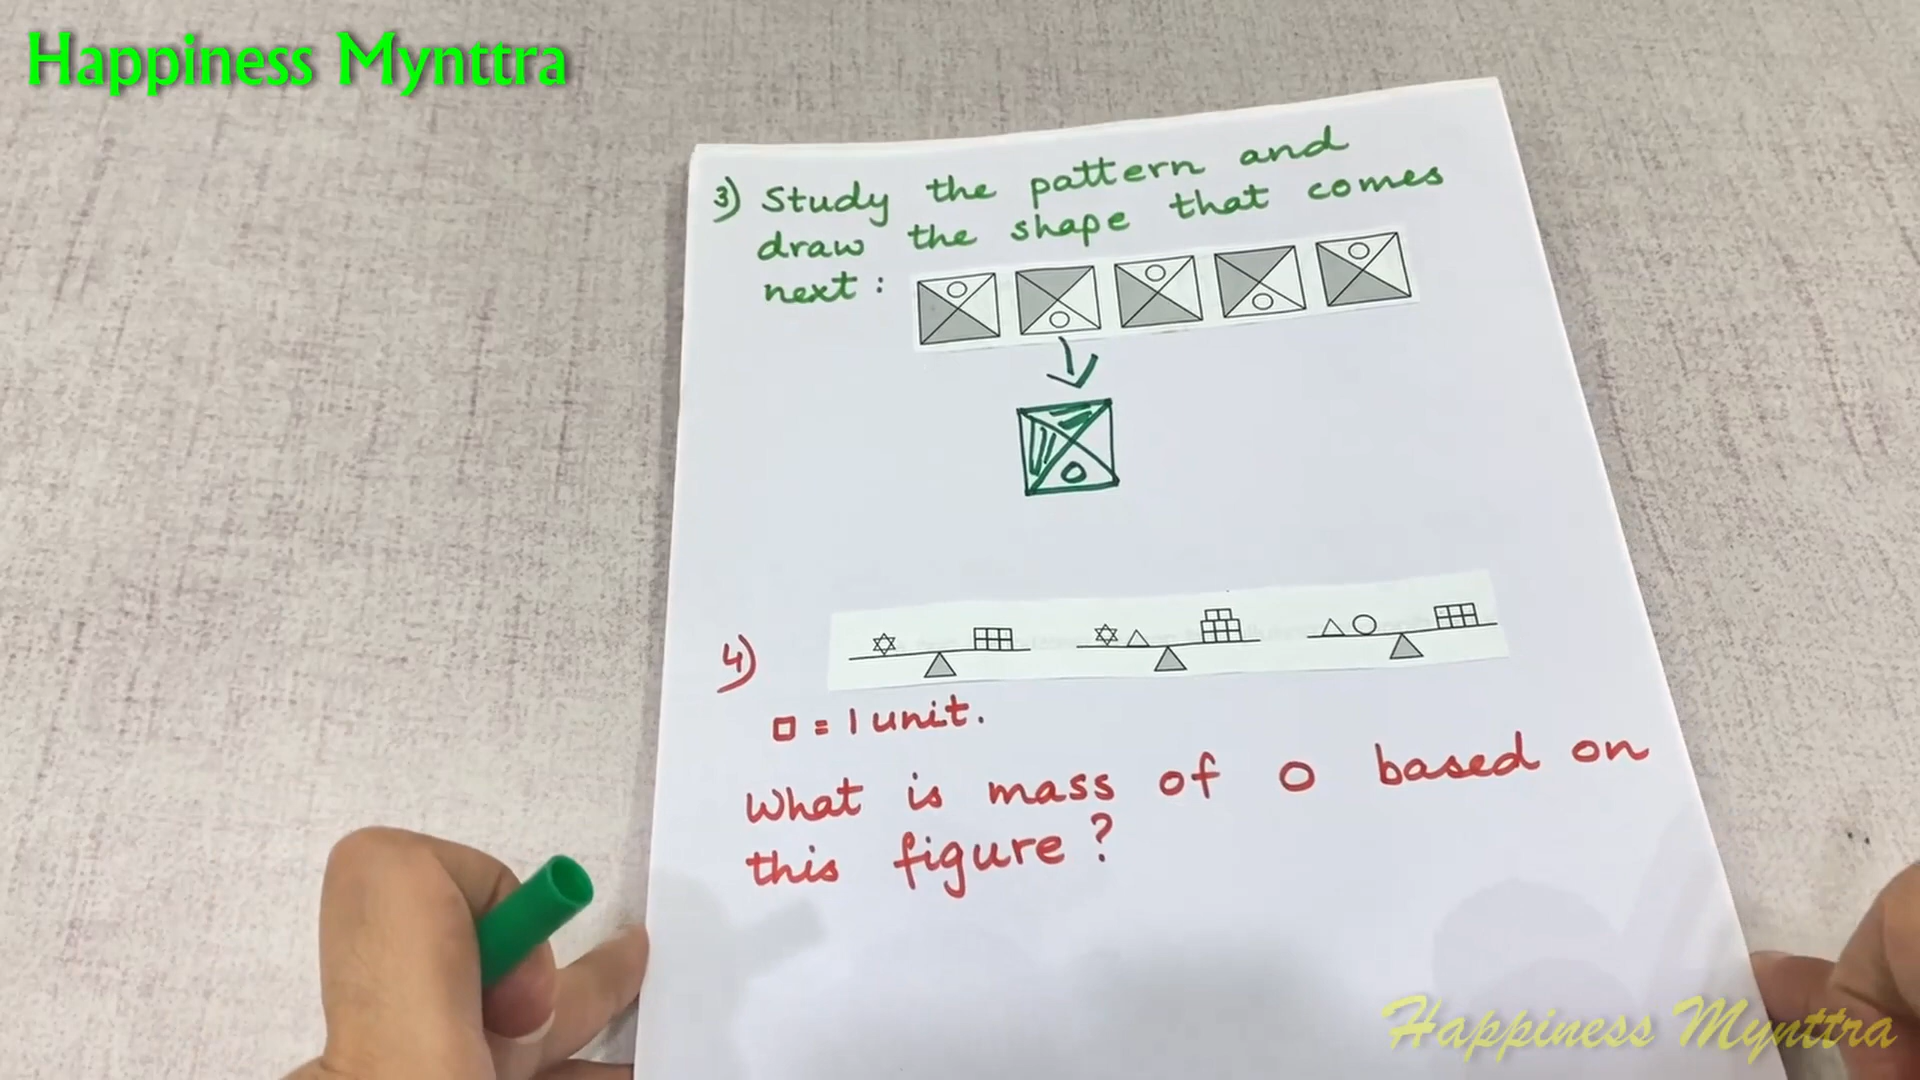 Happiness Mynttra
3) Study the pattern and
draw the shape that comes
next :
4)
□ = 1 unit.
What is mass of O based on
this figure ?
Happiness Mynttra